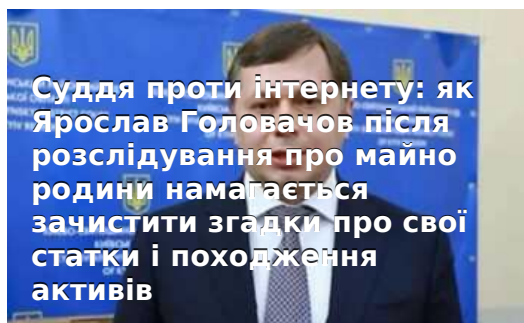 Суддя проти інтернету: як
Ярослав Головачов після
розслідування про майно
родини намагається
зачистити згадки про свої
статки і походження
активів